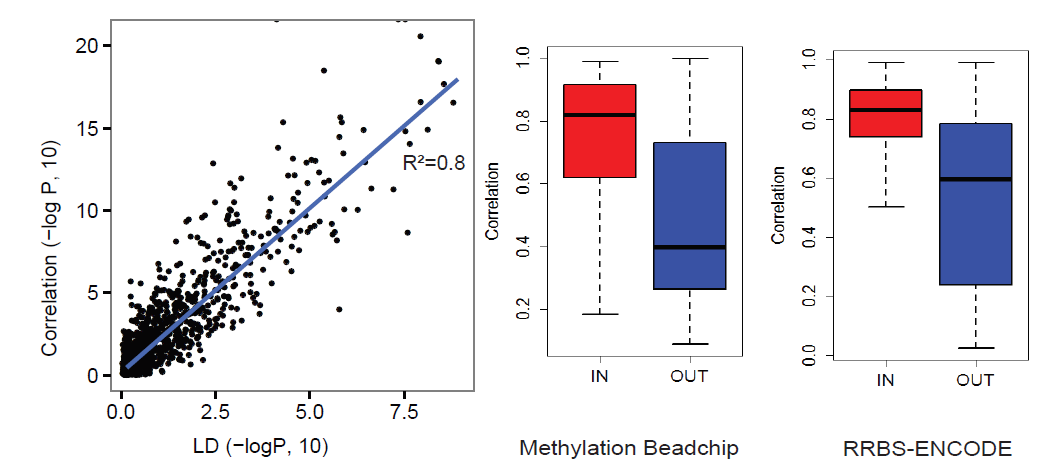 20
15
10
5
0
Correlation (−log P, 10)
0.0 2.5 5.0 7.5
LD (−logP, 10)
R²=0.8
1.0
0.8
0.6
0.4
0.2
Correlation
IN OUT
Methylation Beadchip
1.0
0.8
0.6
0.4
0.2
0.0
Correlation
IN OUT
RRBS-ENCODE